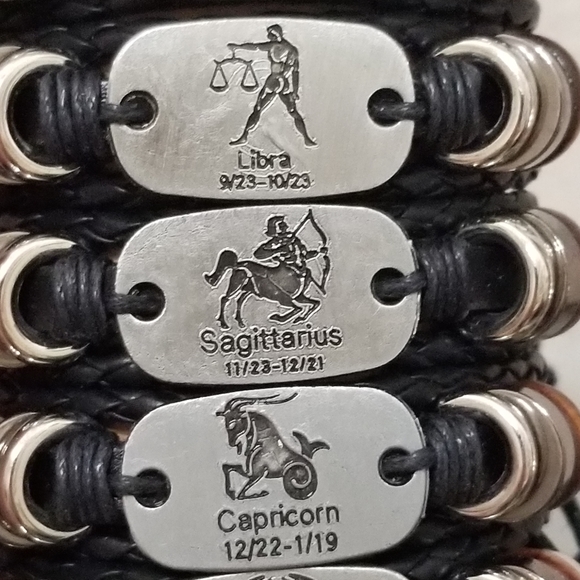 Libra
9/23-10/23
Sagittarius
11/23-12/21
Capricorn
12/22-1/19